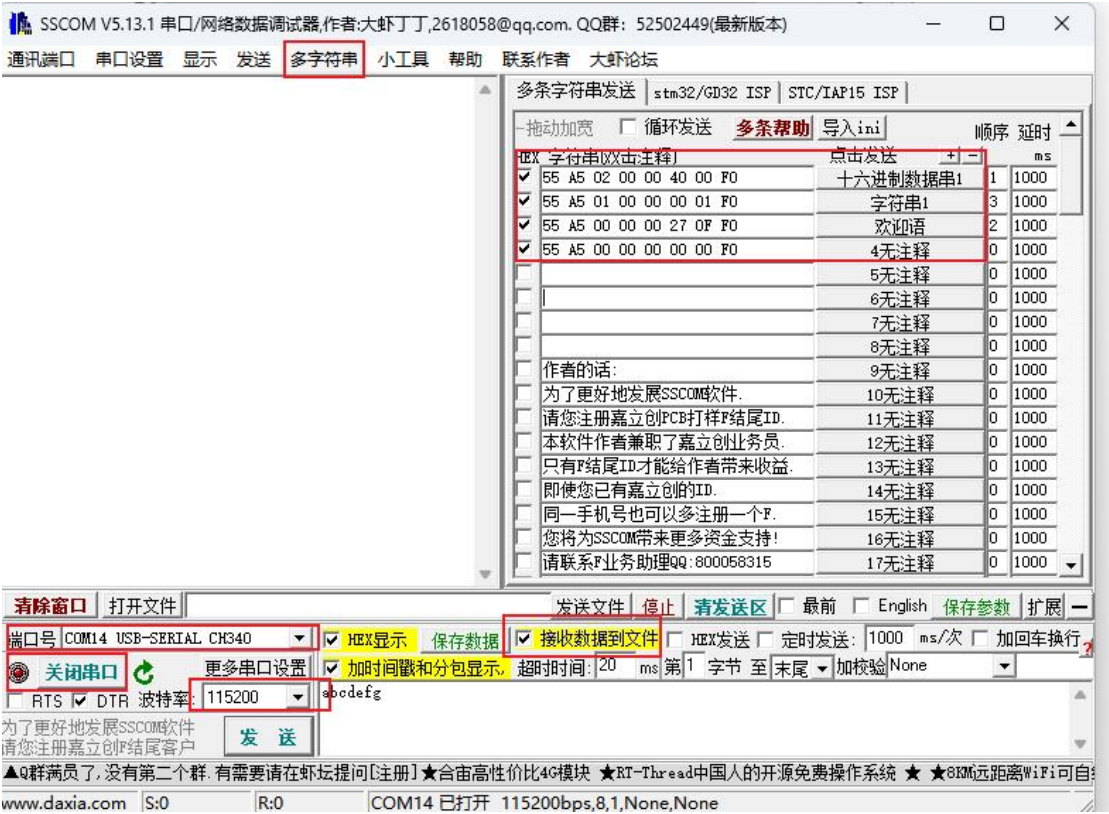 SSCOM V5.13.1 串口/网络数据调试器,作者:大虾丁丁,2618058@qq.com. QQ群: 52502449(最新版本)
通讯端口 串口设置 显示 发送 多字符串 小工具 帮助 联系作者 大虾论坛
多条字符串发送 stm32/GD32 ISP STC/IAP15 ISP
拖动加宽 循环发送 多条帮助 导入ini 顺序 延时
HEX 字符串(双击注释) 点击发送 + - ms
55 A5 02 00 00 40 00 F0 十六进制数据串1 1 1000
55 A5 01 00 00 00 01 F0 字符串1 3 1000
55 A5 00 00 00 27 0F F0 欢迎语 2 1000
55 A5 00 00 00 00 00 F0 4无注释 0 1000
5无注释 0 1000
6无注释 0 1000
7无注释 0 1000
8无注释 0 1000
作者的话: 9无注释 0 1000
为了更好地发展SSCOM软件. 10无注释 0 1000
请您注册嘉立创PCB打样F结尾ID. 11无注释 0 1000
本软件作者兼职了嘉立创业务员. 12无注释 0 1000
只有F结尾ID才能给作者带来收益. 13无注释 0 1000
即使您已有嘉立创的ID. 14无注释 0 1000
同一手机号也可以多注册一个F. 15无注释 0 1000
您将为SSCOM带来更多资金支持! 16无注释 0 1000
请联系F业务助理QQ:800058315 17无注释 0 1000
清除窗口 打开文件 发送文件 停止 清发送区 最前 English 保存参数 扩展 —
端口号 COM14 USB-SERIAL CH340 HEX显示 保存数据 接收数据到文件 HEX发送 定时发送: 1000 ms/次 加回车换行
关闭串口 更多串口设置 加时间戳和分包显示, 超时时间: 20 ms 第1 字节 至 末尾 加校验None
RTS DTR 波特率: 115200 abcdefg
为了更好地发展SSCOM软件
请您注册嘉立创F结尾客户
发 送
▲Q群满员了,没有第二个群.有需要请在虾坛提问[注册]★合宙高性价比4G模块 ★RT-Thread中国人的开源免费操作系统 ★ ★8KM远距离WiFi可自
www.daxia.com S:0 R:0 COM14 已打开 115200bps,8,1,None,None